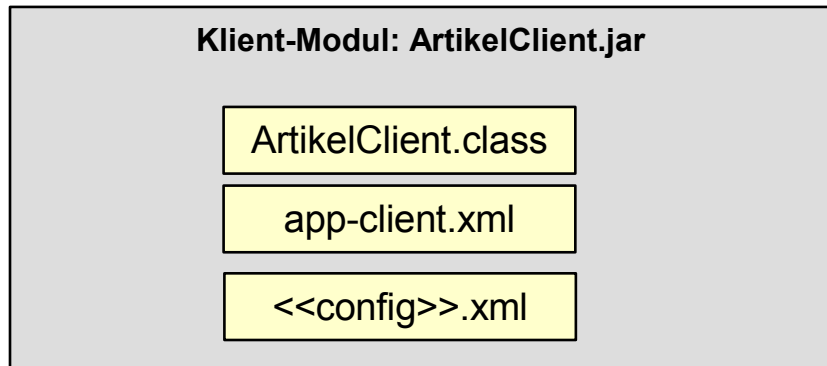 Klient-Modul: ArtikelClient.jar
ArtikelClient.class
app-client.xml
<<config>>.xml